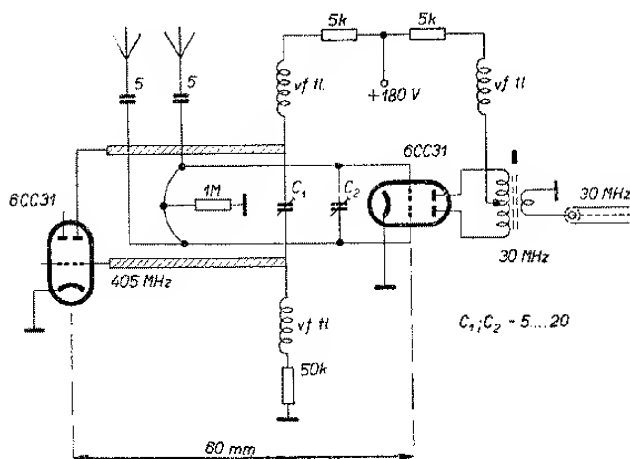 5k
5k
vf tl.
+180 V
vf tl
5
5
6CC31
1M
C1
C2
6CC31
30 MHz
30 MHz
405 MHz
vf tl
C1; C2 - 5....20
50k
60 mm